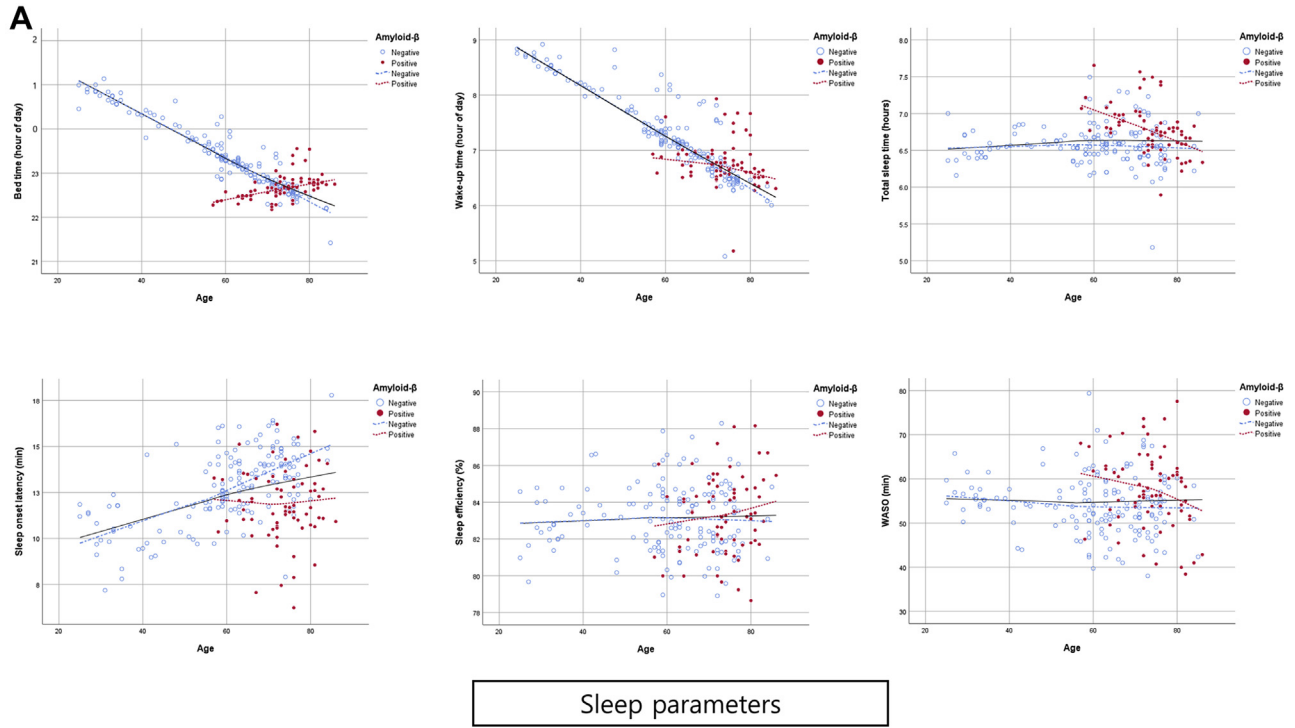 A
Bed time (hour of day)
2
1
0
23
22
21
20
40
60
80
Age
Amyloid-β
Negative
Positive
Negative
Positive
Wake-up time (hour of day)
9
8
7
6
5
20
40
60
80
Age
Amyloid-β
Negative
Positive
Negative
Positive
Total sleep time (hours)
8.0
7.5
7.0
6.5
6.0
5.5
5.0
20
40
60
80
Age
Amyloid-β
Negative
Positive
Negative
Positive
Sleep onset latency (min)
18
15
13
10
8
20
40
60
80
Age
Amyloid-β
Negative
Positive
Negative
Positive
Sleep efficiency (%)
90
88
86
84
82
80
78
20
40
60
80
Age
Amyloid-β
Negative
Positive
Negative
Positive
WASO (min)
80
70
60
50
40
30
20
40
60
80
Age
Amyloid-β
Negative
Positive
Negative
Positive
Sleep parameters